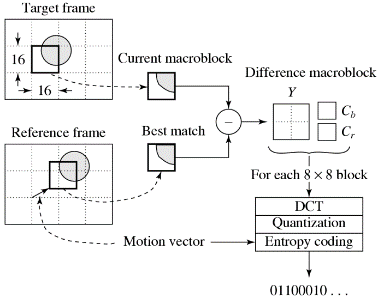 Target frame
16
16
Current macroblock
Difference macroblock
Y
C_b
C_r
−
Reference frame
Best match
For each 8 × 8 block
DCT
Quantization
Entropy coding
Motion vector
01100010 . . .